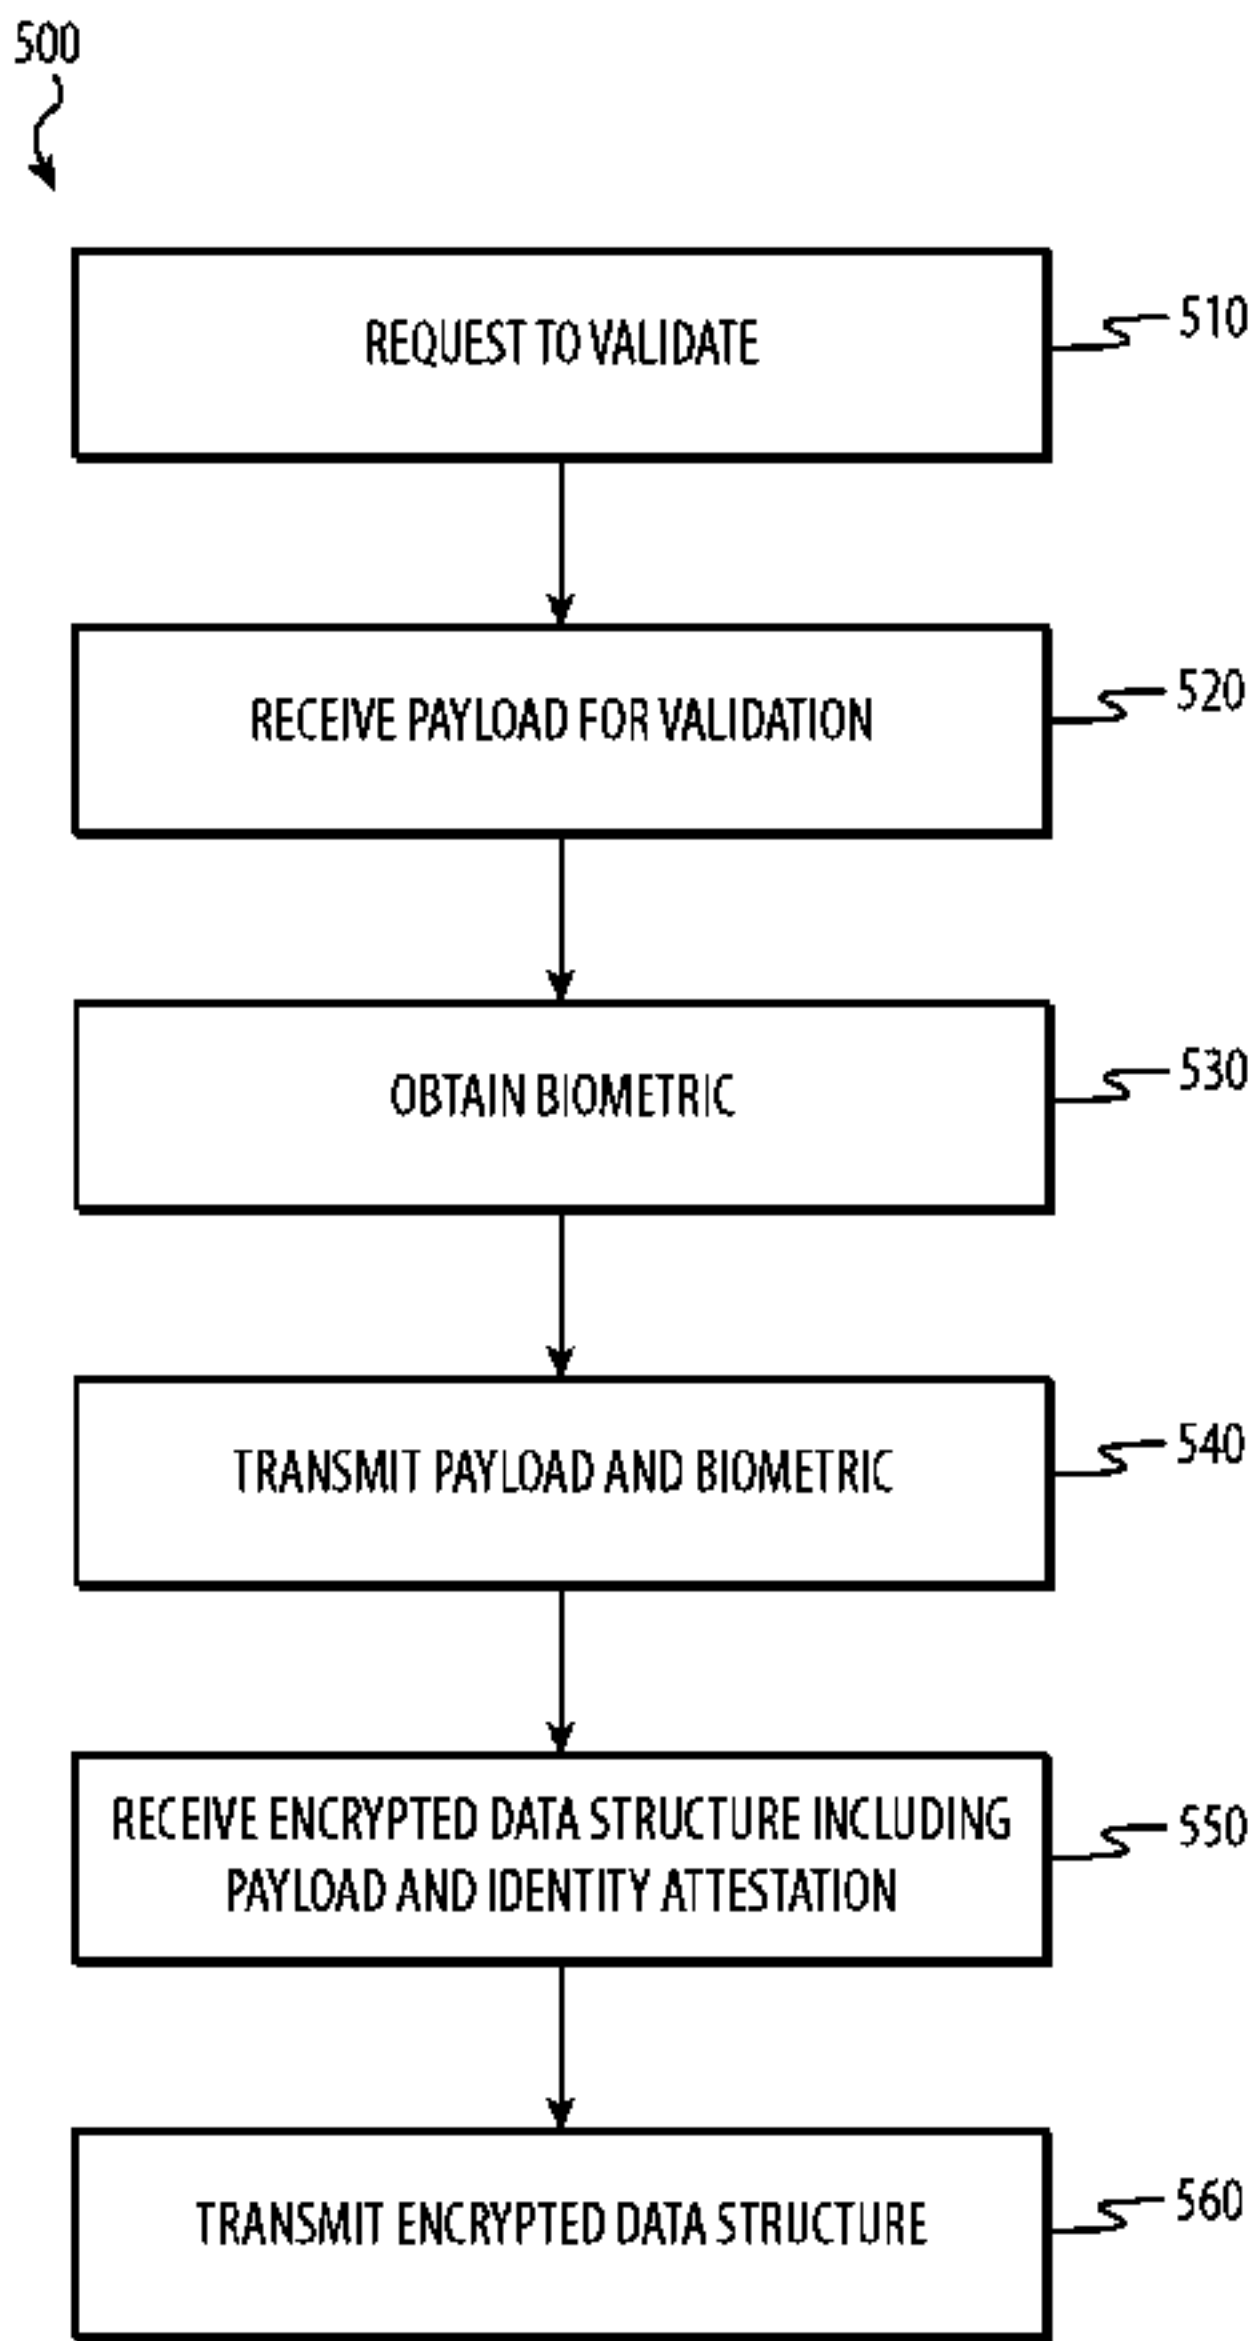 500
REQUEST TO VALIDATE
510
RECEIVE PAYLOAD FOR VALIDATION
520
OBTAIN BIOMETRIC
530
TRANSMIT PAYLOAD AND BIOMETRIC
540
RECEIVE ENCRYPTED DATA STRUCTURE INCLUDING
PAYLOAD AND IDENTITY ATTESTATION
550
TRANSMIT ENCRYPTED DATA STRUCTURE
560